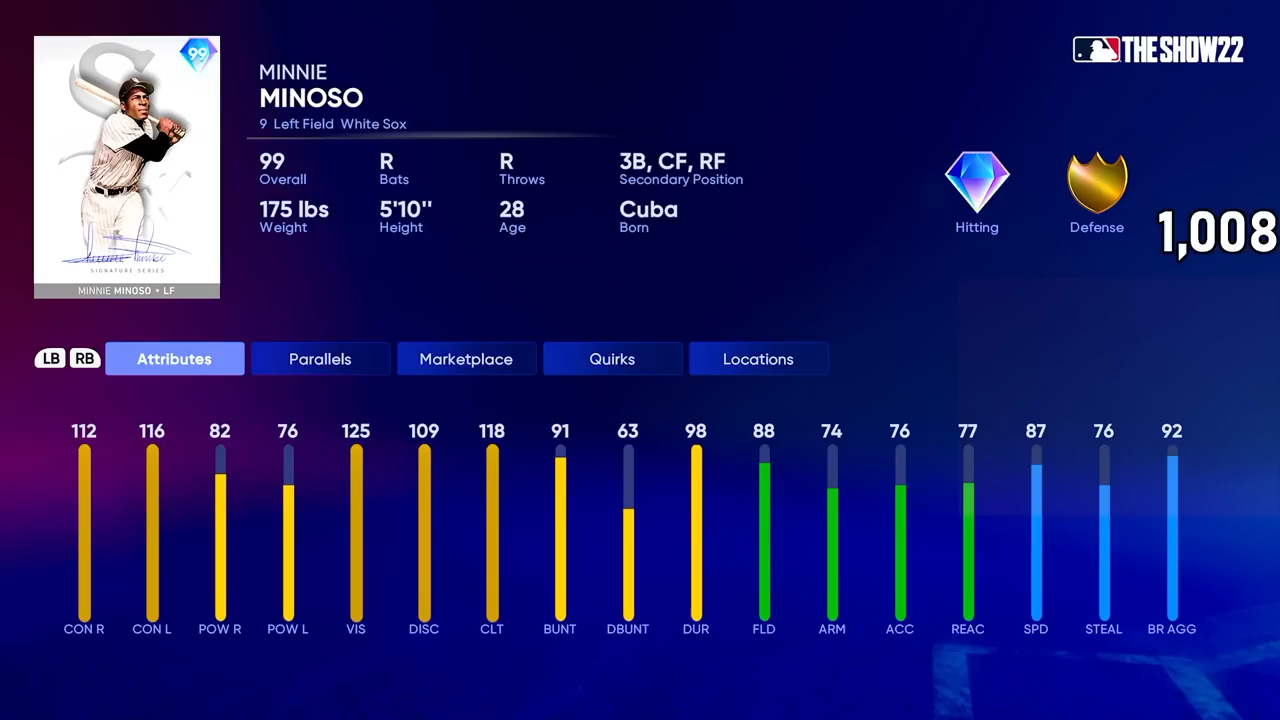 99
SIGNATURE SERIES
MINNIE MINOSO • LF
MINNIE
MINOSO
9 Left Field White Sox
99 R R 3B, CF, RF
Overall Bats Throws Secondary Position
175 lbs 5'10" 28 Cuba
Weight Height Age Born
THE SHOW22
Hitting Defense
1,008
LB RB Attributes Parallels Marketplace Quirks Locations
112 116 82 76 125 109 118 91 63 98 88 74 76 77 87 76 92
CON R CON L POW R POW L VIS DISC CLT BUNT DBUNT DUR FLD ARM ACC REAC SPD STEAL BR AGG